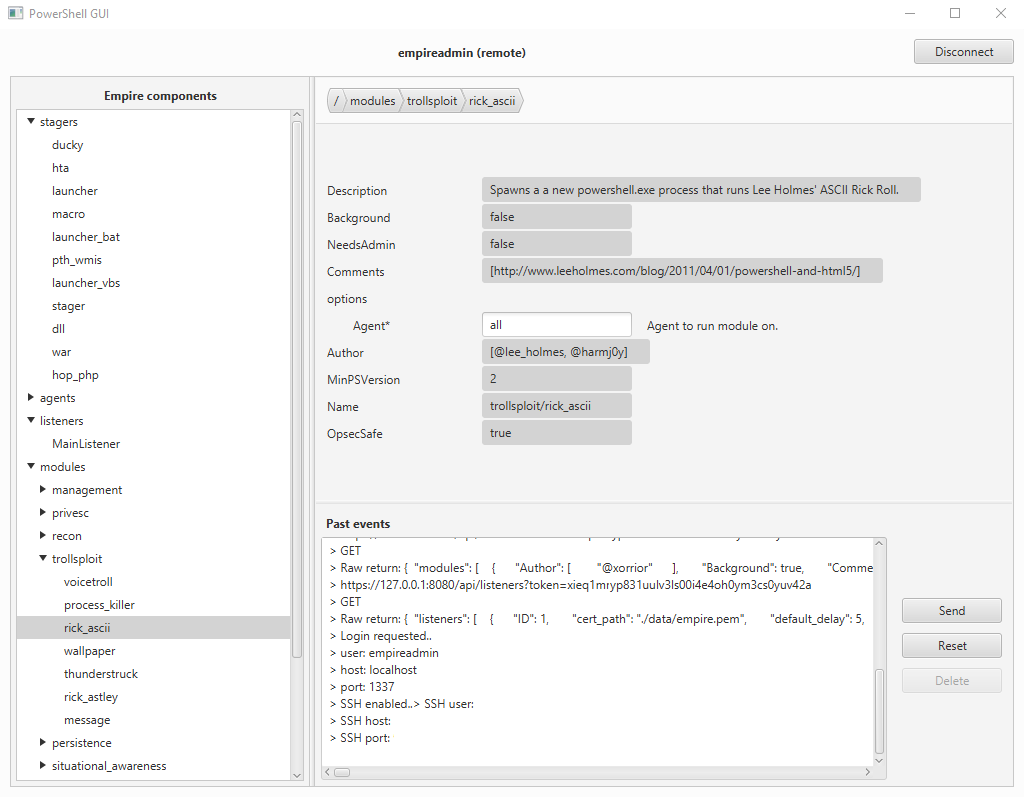 PowerShell GUI
empireadmin (remote)
Disconnect
Empire components
stagers
ducky
hta
launcher
macro
launcher_bat
pth_wmis
launcher_vbs
stager
dll
war
hop_php
agents
listeners
MainListener
modules
management
privesc
recon
trollsploit
voicetroll
process_killer
rick_ascii
wallpaper
thunderstruck
rick_astley
message
persistence
situational_awareness
/ modules trollsploit rick_ascii
Description Spawns a a new powershell.exe process that runs Lee Holmes' ASCII Rick Roll.
Background false
NeedsAdmin false
Comments [http://www.leeholmes.com/blog/2011/04/01/powershell-and-html5/]
options
Agent* all Agent to run module on.
Author [@lee_holmes, @harmj0y]
MinPSVersion 2
Name trollsploit/rick_ascii
OpsecSafe true
Past events
> GET
> Raw return: { "modules": [ { "Author": [ "@xorrior" ], "Background": true, "Comme
> https://127.0.0.1:8080/api/listeners?token=xieq1mryp831uulv3ls00i4e4oh0ym3cs0yuv42a
> GET
> Raw return: { "listeners": [ { "ID": 1, "cert_path": "./data/empire.pem", "default_delay": 5,
> Login requested..
> user: empireadmin
> host: localhost
> port: 1337
> SSH enabled..> SSH user:
> SSH host:
> SSH port:
Send
Reset
Delete